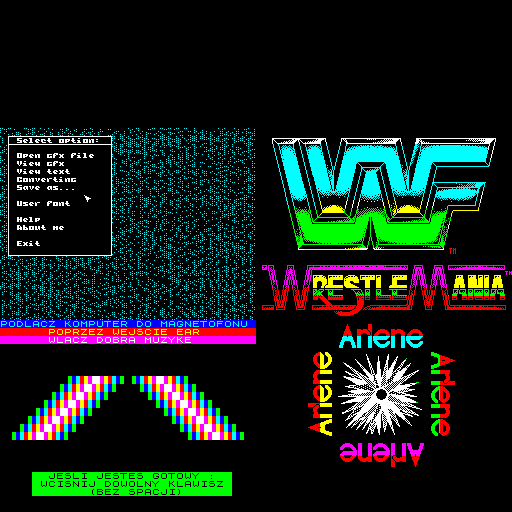 Select option:
Open gfx file
View gfx
View text
Converting
Save as...
User font
Help
About me
Exit
WF
TM
WRESTLEMANIA
TM
PODLACZ KOMPUTER DO MAGNETOFONU
POPRZEZ WEJSCIE EAR
WLACZ DOBRA MUZYKE
Arlene
Arlene
Arlene
Arlene
JESLI JESTES GOTOWY :
WCISNIJ DOWOLNY KLAWISZ
(BEZ SPACJI)